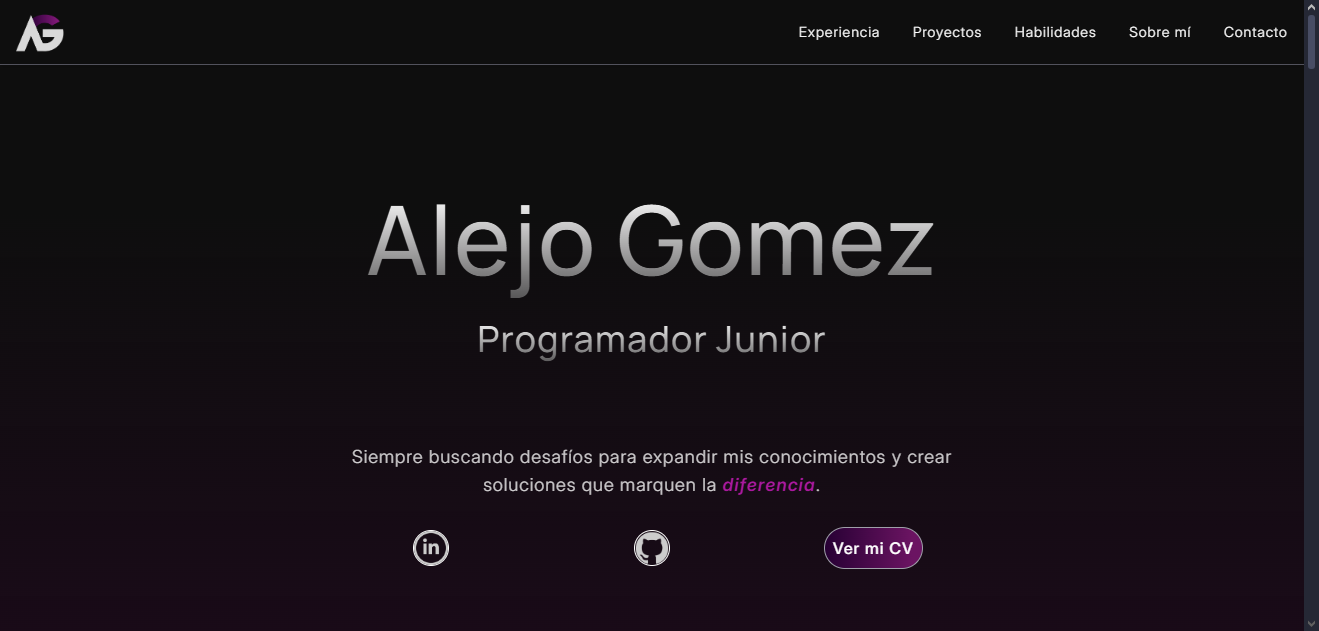 AG
Experiencia Proyectos Habilidades Sobre mí Contacto
Alejo Gomez
Programador Junior
Siempre buscando desafíos para expandir mis conocimientos y crear
soluciones que marquen la diferencia.
in
Ver mi CV